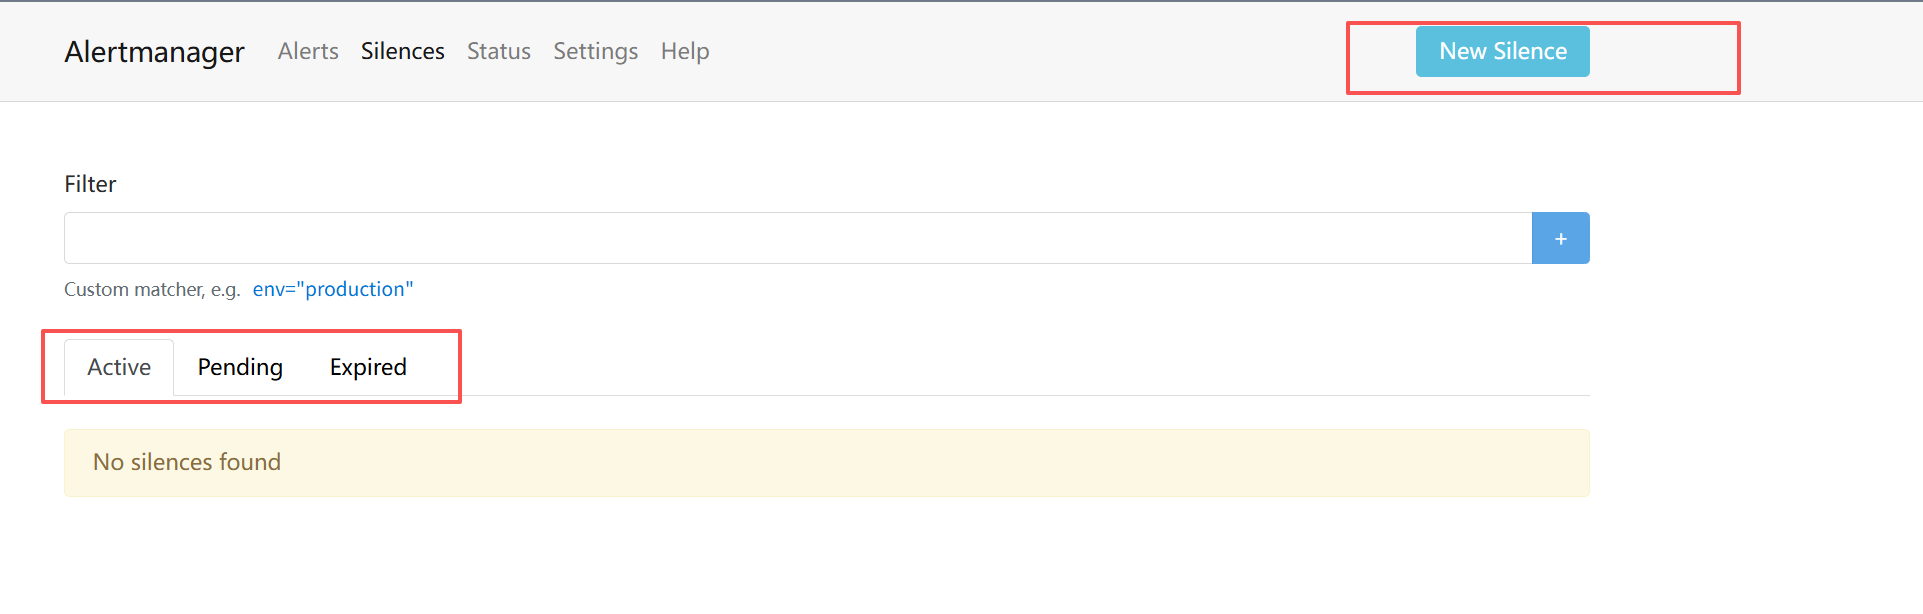 Alertmanager Alerts Silences Status Settings Help New Silence
Filter
+
Custom matcher, e.g. env="production"
Active Pending Expired
No silences found